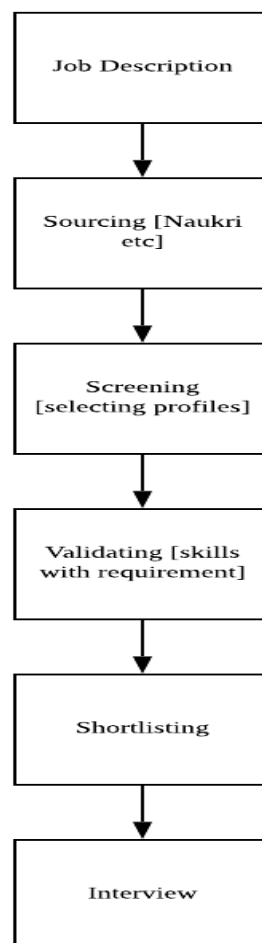 Job Description
Sourcing [Naukri
etc]
Screening
[selecting profiles]
Validating [skills
with requirement]
Shortlisting
Interview